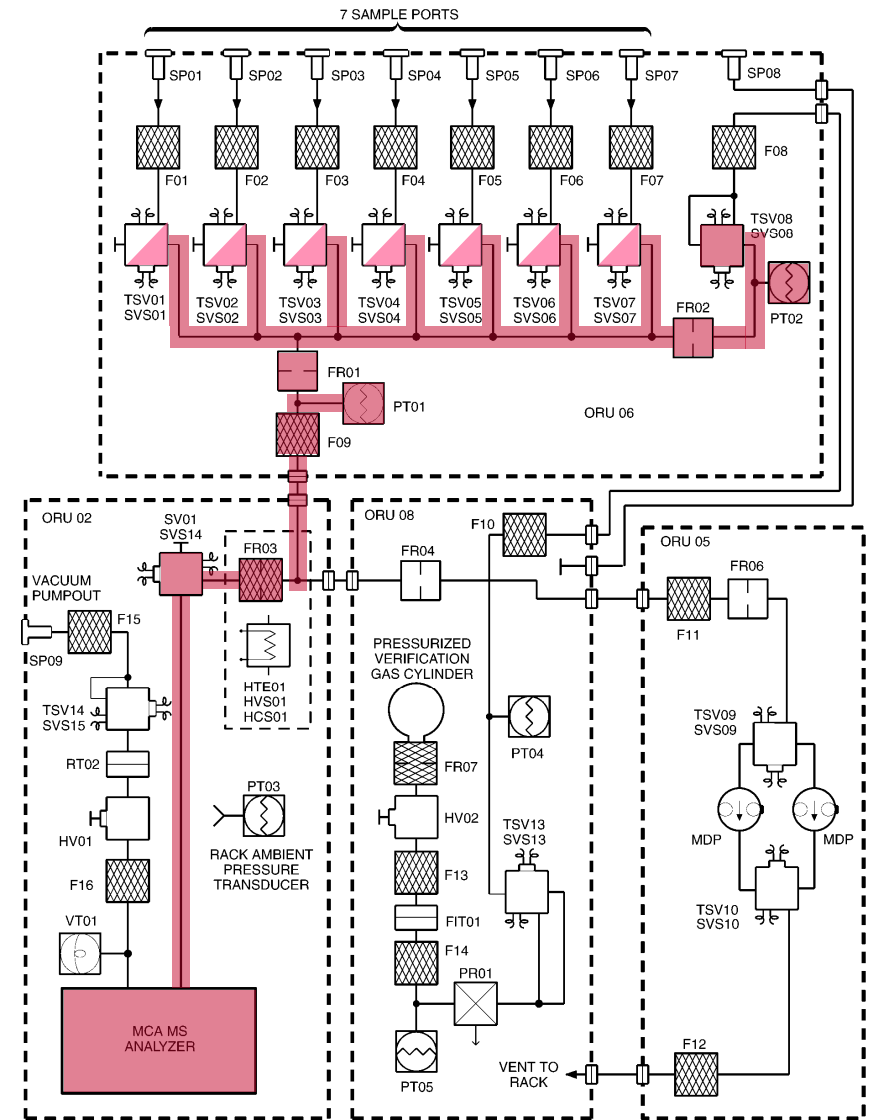 7 SAMPLE PORTS
SP01
SP02
SP03
SP04
SP05
SP06
SP07
SP08
F01
F02
F03
F04
F05
F06
F07
F08
TSV01
SVS01
TSV02
SVS02
TSV03
SVS03
TSV04
SVS04
TSV05
SVS05
TSV06
SVS06
TSV07
SVS07
TSV08
SVS08
FR02
PT02
FR01
PT01
F09
ORU 06
ORU 02
SV01
SVS14
FR03
VACUUM
PUMPOUT
F15
SP09
TSV14
SVS15
RT02
HV01
F16
VT01
HTE01
HVS01
HCS01
PT03
RACK AMBIENT
PRESSURE
TRANSDUCER
MCA MS
ANALYZER
ORU 08
F10
FR04
PRESSURIZED
VERIFICATION
GAS CYLINDER
FR07
PT04
HV02
TSV13
SVS13
F13
FIT01
F14
PR01
PT05
VENT TO
RACK
ORU 05
FR06
F11
TSV09
SVS09
MDP
MDP
TSV10
SVS10
F12